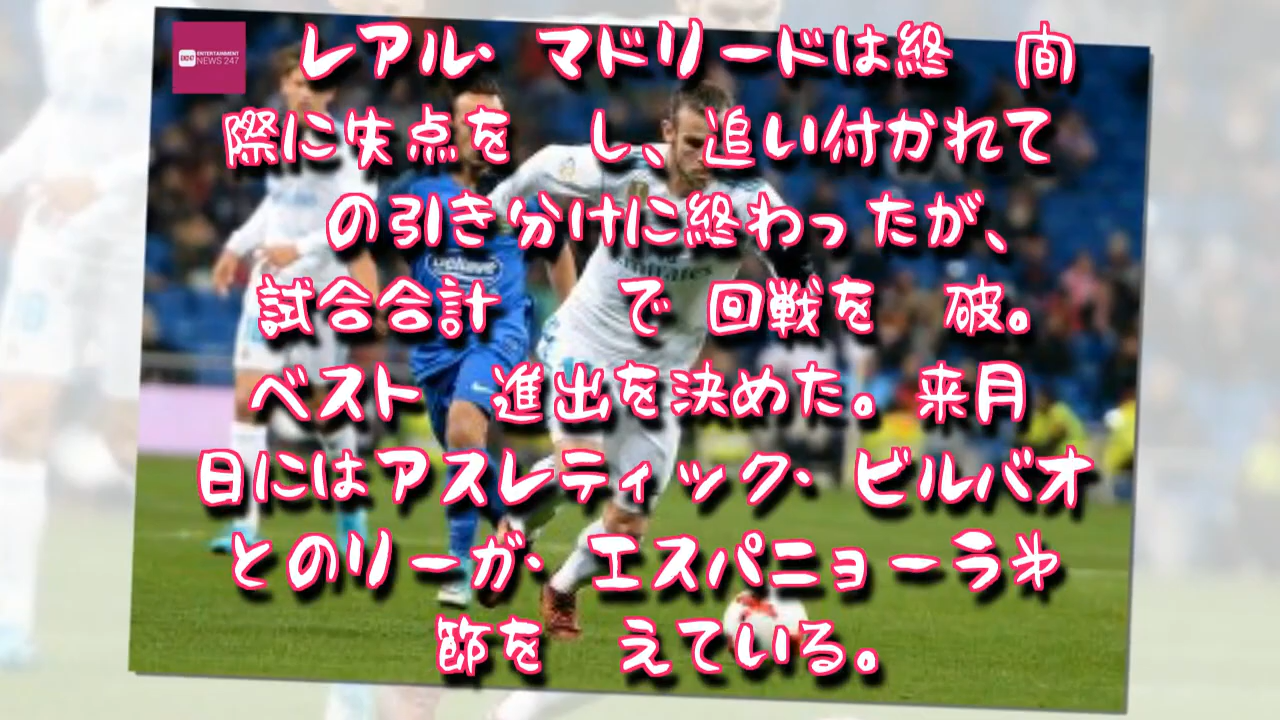 ENTERTAINMENT
NEWS 247
レアル・マドリードは終 間
際に失点を し、追い付かれて
の引き分けに終わったが、
試合合計 で 回戦を 破。
ベスト 進出を決めた。来月
日にはアスレティック・ビルバオ
とのリーガ・エスパニョーラ
節を えている。